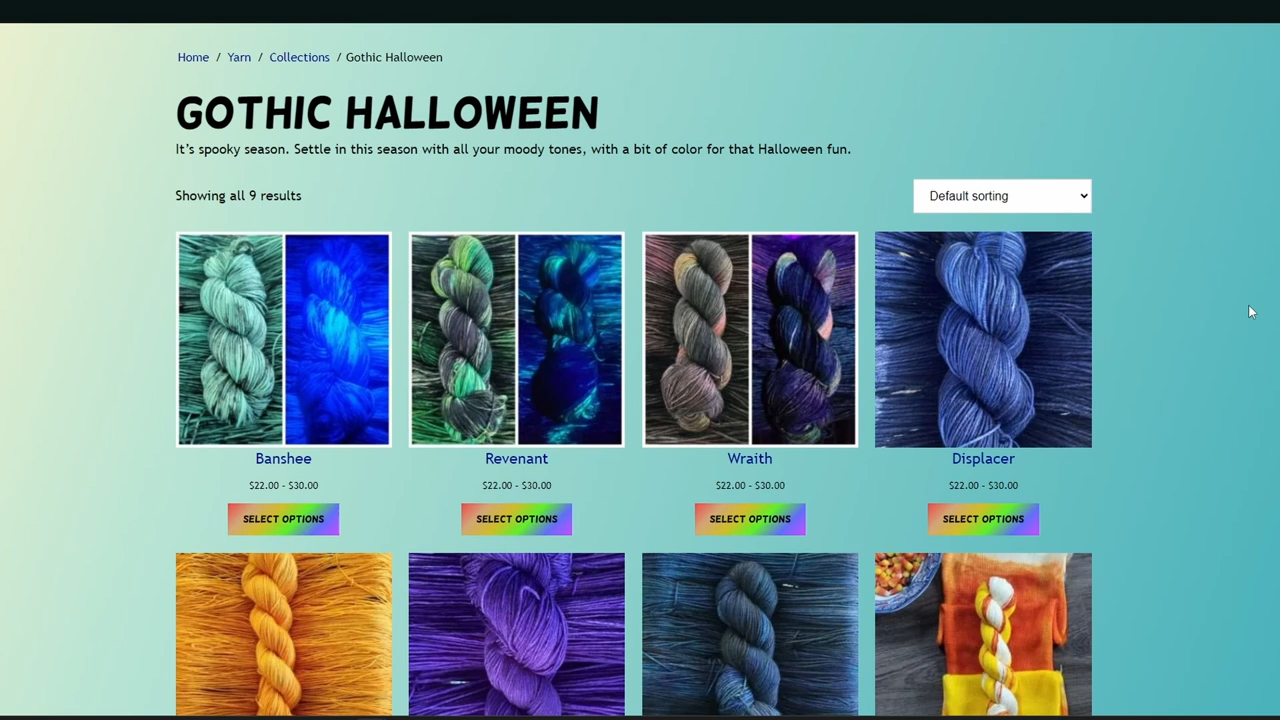 Home / Yarn / Collections / Gothic Halloween
GOTHIC HALLOWEEN
It's spooky season. Settle in this season with all your moody tones, with a bit of color for that Halloween fun.
Showing all 9 results
Default sorting
Banshee
Revenant
Wraith
Displacer
$22.00 - $30.00
$22.00 - $30.00
$22.00 - $30.00
$22.00 - $30.00
SELECT OPTIONS
SELECT OPTIONS
SELECT OPTIONS
SELECT OPTIONS